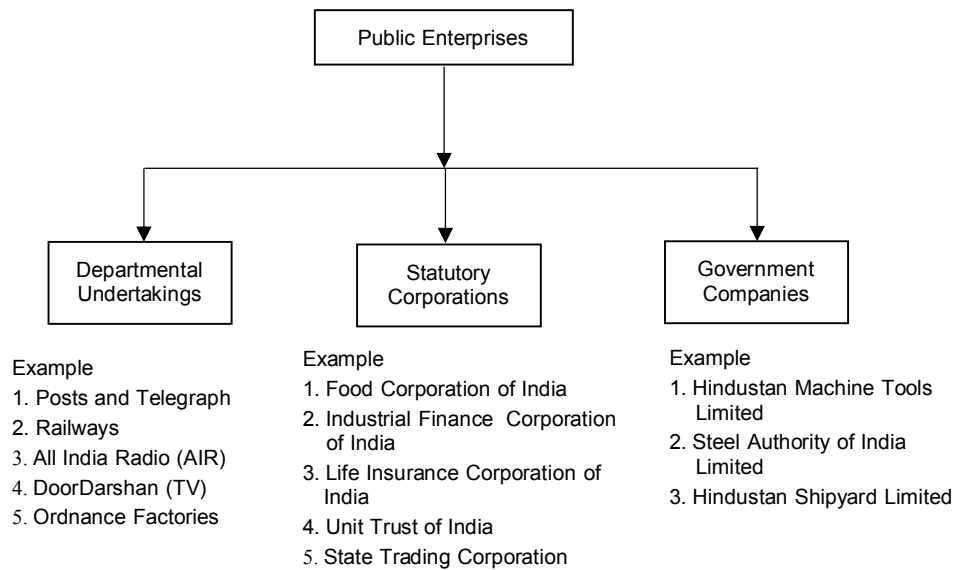 Public Enterprises
Departmental
Undertakings
Statutory
Corporations
Government
Companies
Example
1. Posts and Telegraph
2. Railways
3. All India Radio (AIR)
4. DoorDarshan (TV)
5. Ordnance Factories
Example
1. Food Corporation of India
2. Industrial Finance Corporation
of India
3. Life Insurance Corporation of
India
4. Unit Trust of India
5. State Trading Corporation
Example
1. Hindustan Machine Tools
Limited
2. Steel Authority of India
Limited
3. Hindustan Shipyard Limited